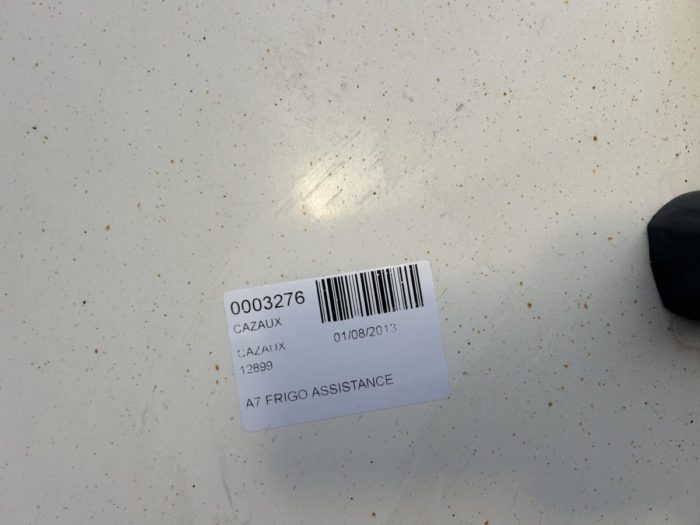 0003276
CAZAUX
01/08/2013
CAZAUX
12899
A7 FRIGO ASSISTANCE